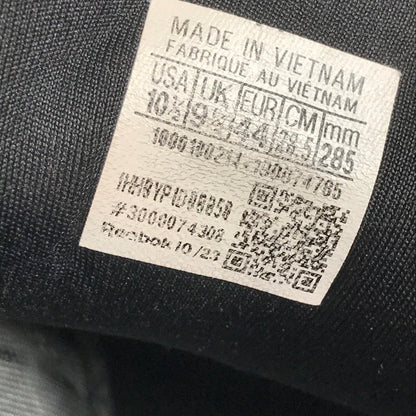 MADE IN VIETNAM
FABRIQUE AU VIETNAM
USA UK EUR CM mm
10½ 9½ 44 28.5 285
1HH9YP1D00050
#3000074308
Reebok 10/23